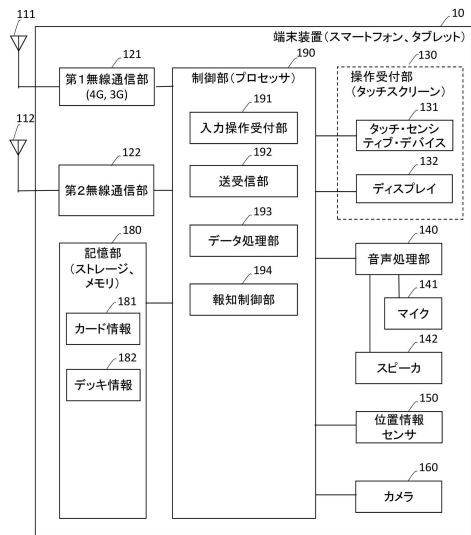 111
10
端末装置(スマートフォン、タブレット)
121
第1無線通信部
(4G, 3G)
112
122
第2無線通信部
180
記憶部
(ストレージ、
メモリ)
181
カード情報
182
デッキ情報
190
制御部(プロセッサ)
191
入力操作受付部
192
送受信部
193
データ処理部
194
報知制御部
130
操作受付部
(タッチスクリーン)
131
タッチ・センシ
ティブ・デバイス
132
ディスプレイ
140
音声処理部
141
マイク
142
スピーカ
150
位置情報
センサ
160
カメラ